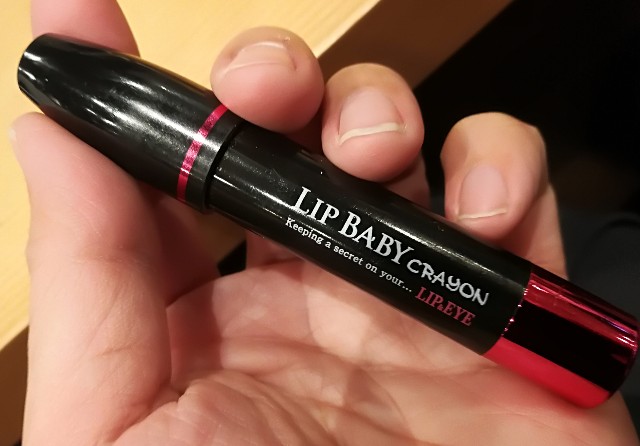 LIP BABY CRAYON
Keeping a secret on your... LIP&EYE